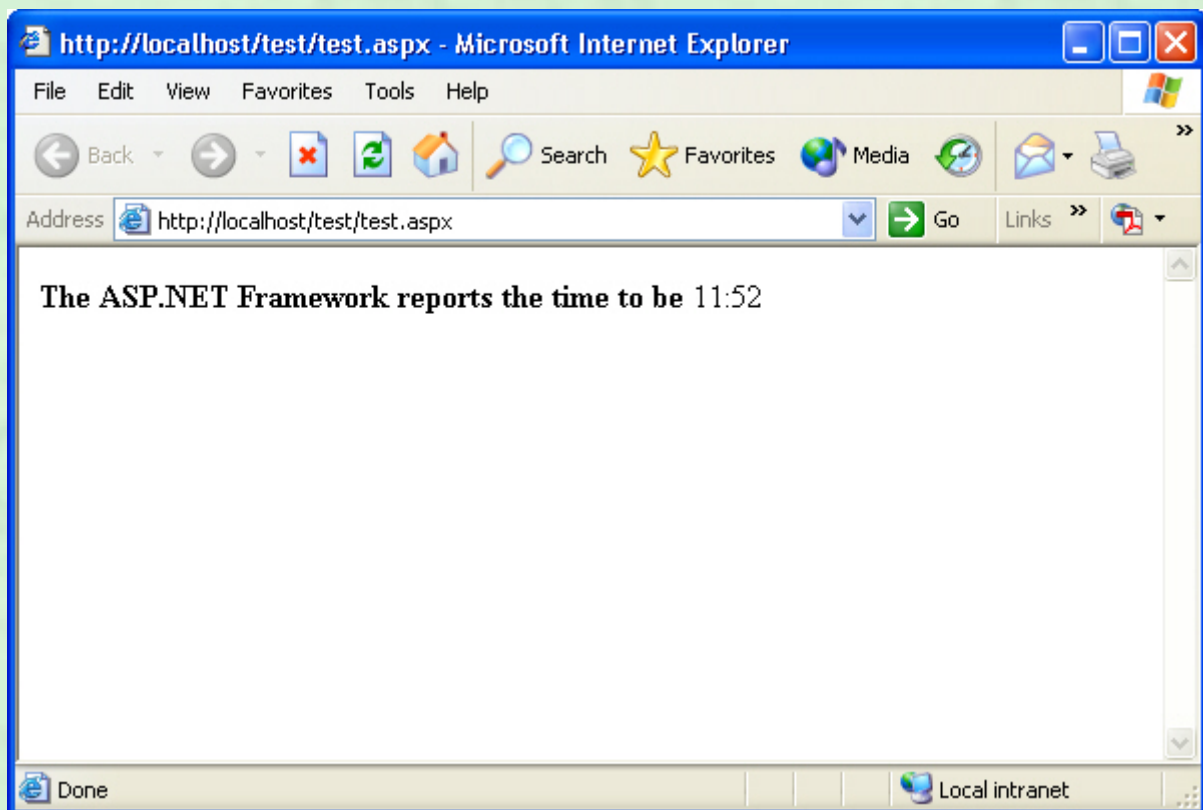 http://localhost/test/test.aspx - Microsoft Internet Explorer
File Edit View Favorites Tools Help
Back Search Favorites Media »
Address http://localhost/test/test.aspx Go Links »
The ASP.NET Framework reports the time to be 11:52
Done Local intranet